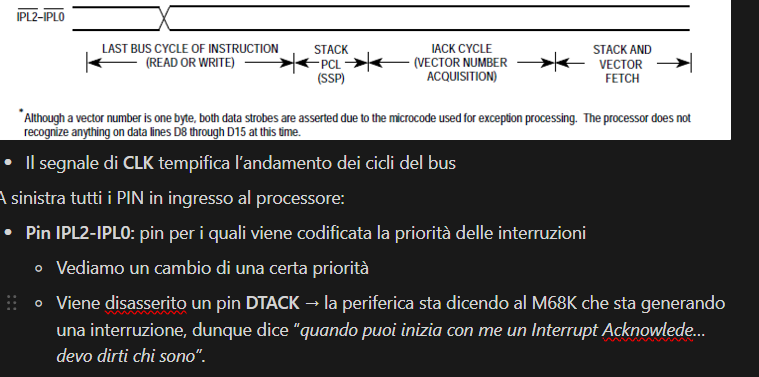 IPL2–IPL0
LAST BUS CYCLE OF INSTRUCTION
(READ OR WRITE)
STACK
PCL
(SSP)
IACK CYCLE
(VECTOR NUMBER
ACQUISITION)
STACK AND
VECTOR
FETCH
* Although a vector number is one byte, both data strobes are asserted due to the microcode used for exception processing. The processor does not
recognize anything on data lines D8 through D15 at this time.
• Il segnale di CLK tempifica l'andamento dei cicli del bus
A sinistra tutti i PIN in ingresso al processore:
• Pin IPL2-IPL0: pin per i quali viene codificata la priorità delle interruzioni
○ Vediamo un cambio di una certa priorità
○ Viene disasserito un pin DTACK → la periferica sta dicendo al M68K che sta generando
una interruzione, dunque dice "quando puoi inizia con me un Interrupt Acknowlede...
devo dirti chi sono".